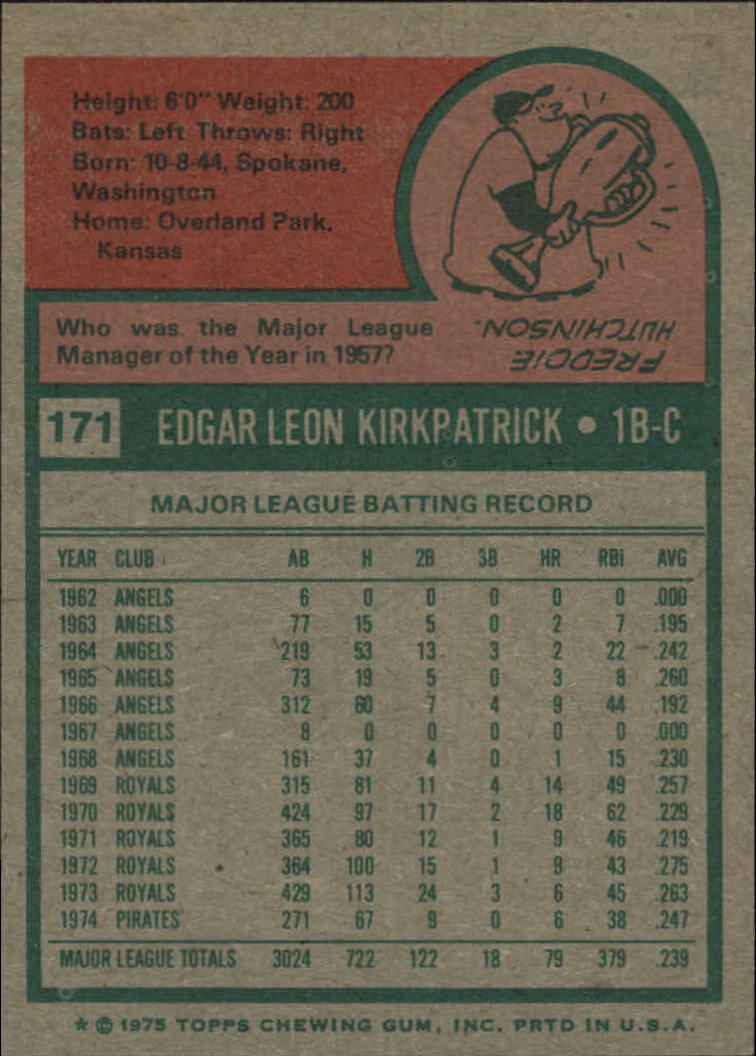 Height: 6'0" Weight: 200
Bats: Left Throws: Right
Born: 10-8-44, Spokane,
Washington
Home: Overland Park,
Kansas
Who was the Major League
Manager of the Year in 1957?
FREDDIE
HUTCHINSON.
171 EDGAR LEON KIRKPATRICK • 1B-C
MAJOR LEAGUE BATTING RECORD
YEAR CLUB AB H 2B 3B HR RBI AVG
1962 ANGELS 6 0 0 0 0 0 .000
1963 ANGELS 77 15 5 0 2 7 .195
1964 ANGELS 219 53 13 3 2 22 .242
1965 ANGELS 73 19 5 0 3 8 .260
1966 ANGELS 312 60 7 4 9 44 .192
1967 ANGELS 8 0 0 0 0 0 .000
1968 ANGELS 161 37 4 0 1 15 .230
1969 ROYALS 315 81 11 4 14 49 .257
1970 ROYALS 424 97 17 2 18 62 .229
1971 ROYALS 365 80 12 1 9 46 .219
1972 ROYALS 364 100 15 1 9 43 .275
1973 ROYALS 429 113 24 3 6 45 .263
1974 PIRATES 271 67 9 0 6 38 .247
MAJOR LEAGUE TOTALS 3024 722 122 18 79 379 .239
* © 1975 TOPPS CHEWING GUM, INC. PRTD IN U.S.A.